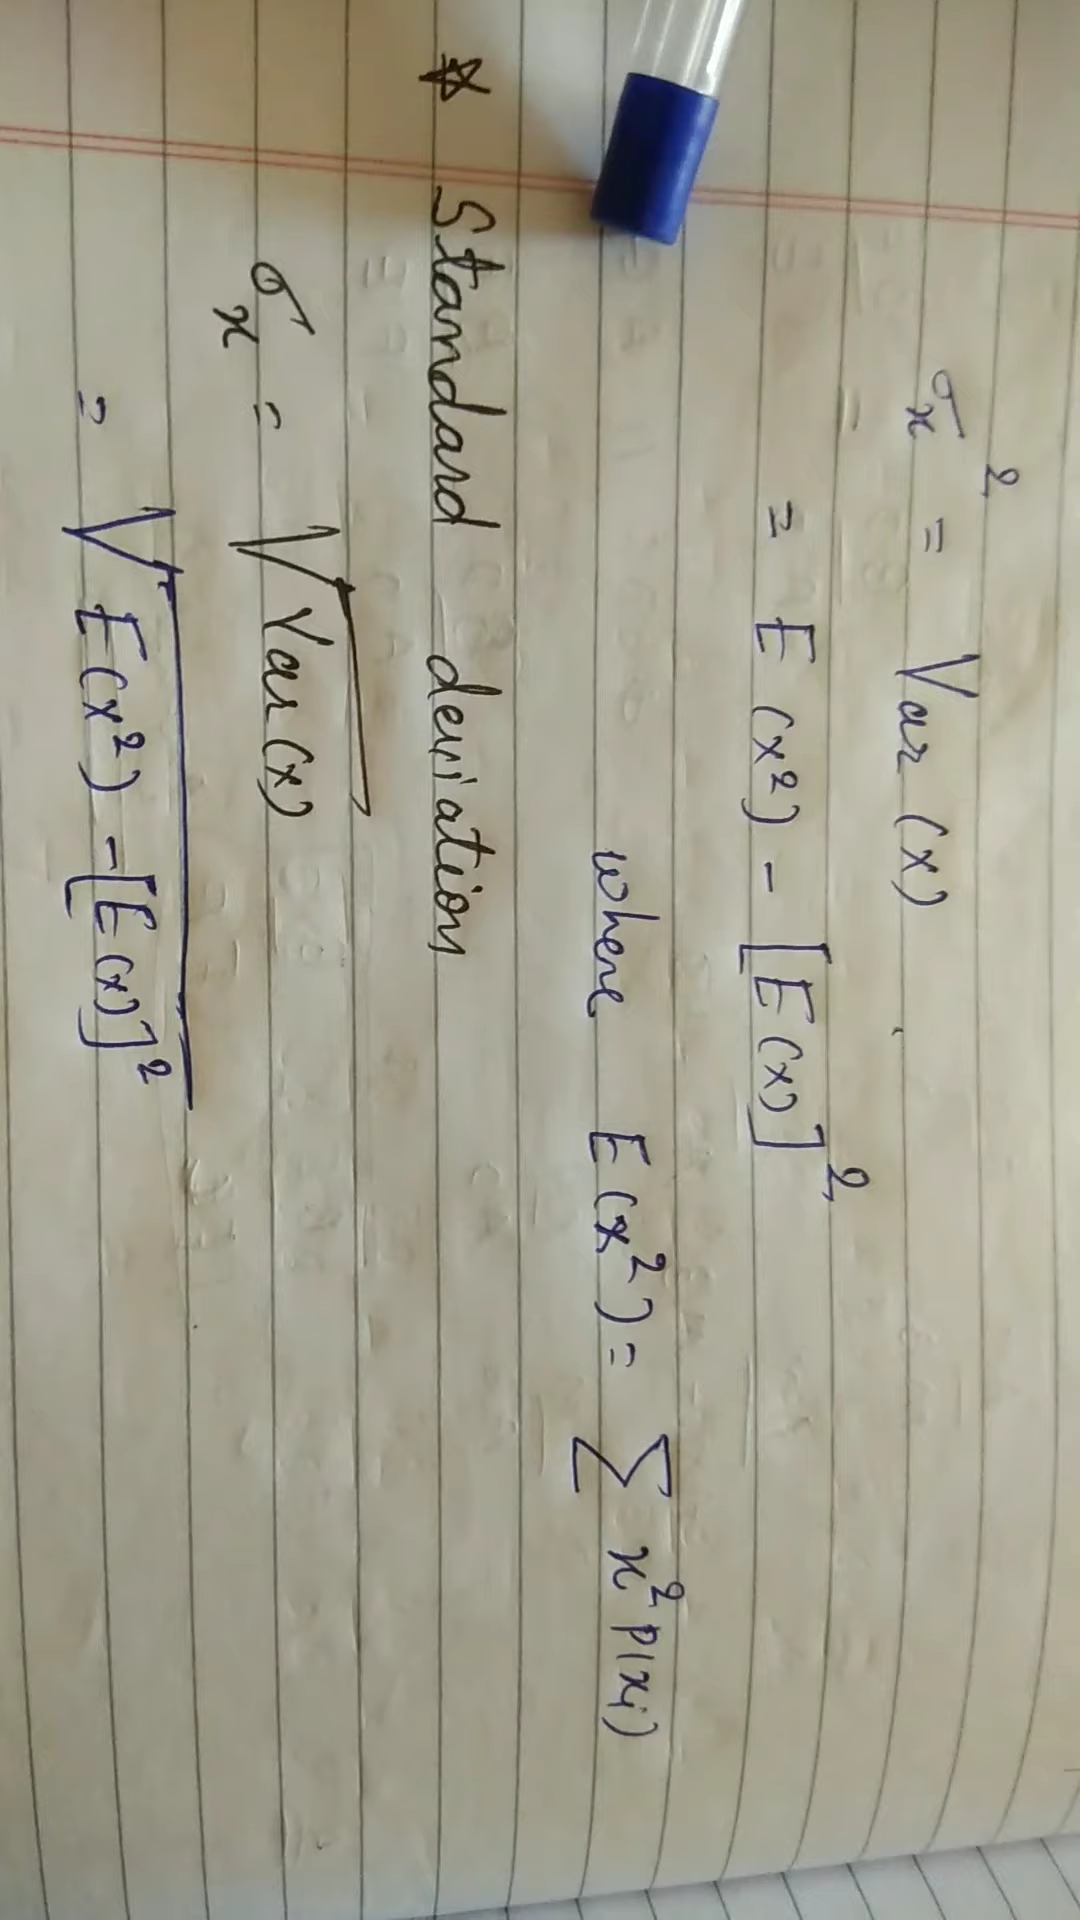 σx² = Var (x)
= E (x²) - [E(x)]²
where E(x²) = ∑ x² P(xi)
☆ Standard deviation
σx = √Var(x)
= √E(x²) - [E(x)]²